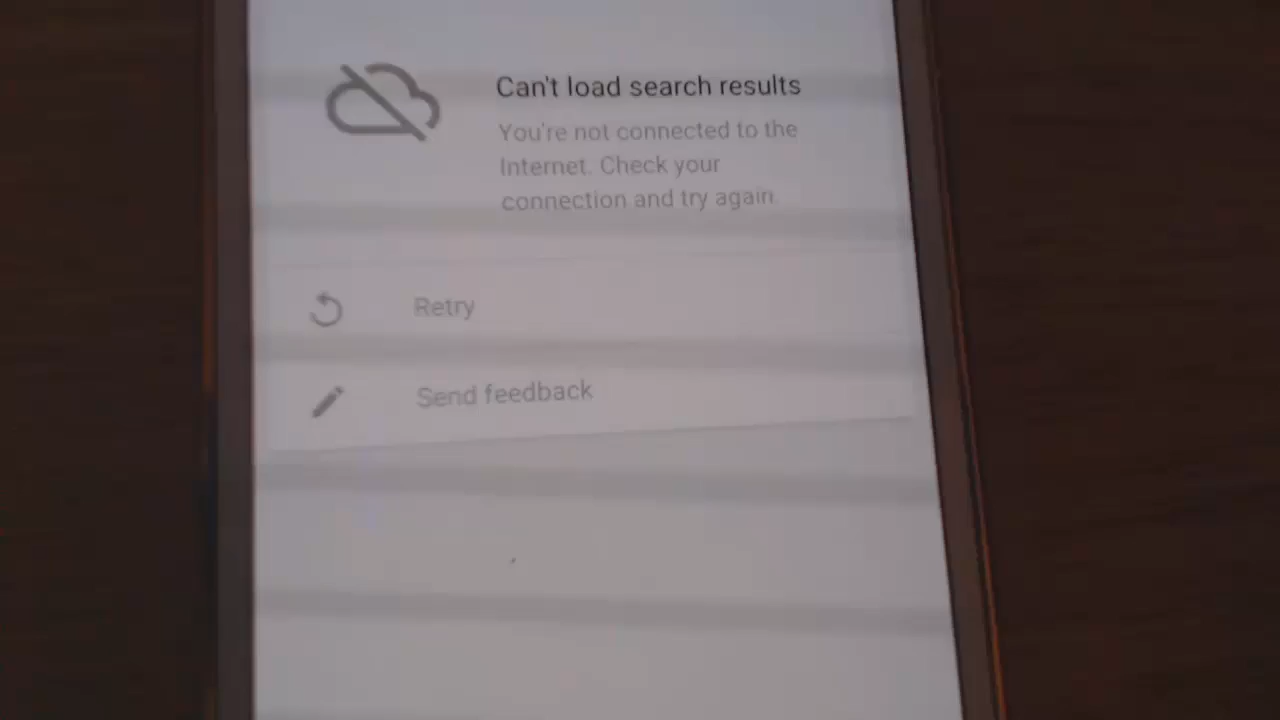 Can't load search results
You're not connected to the
Internet. Check your
connection and try again
Retry
Send feedback